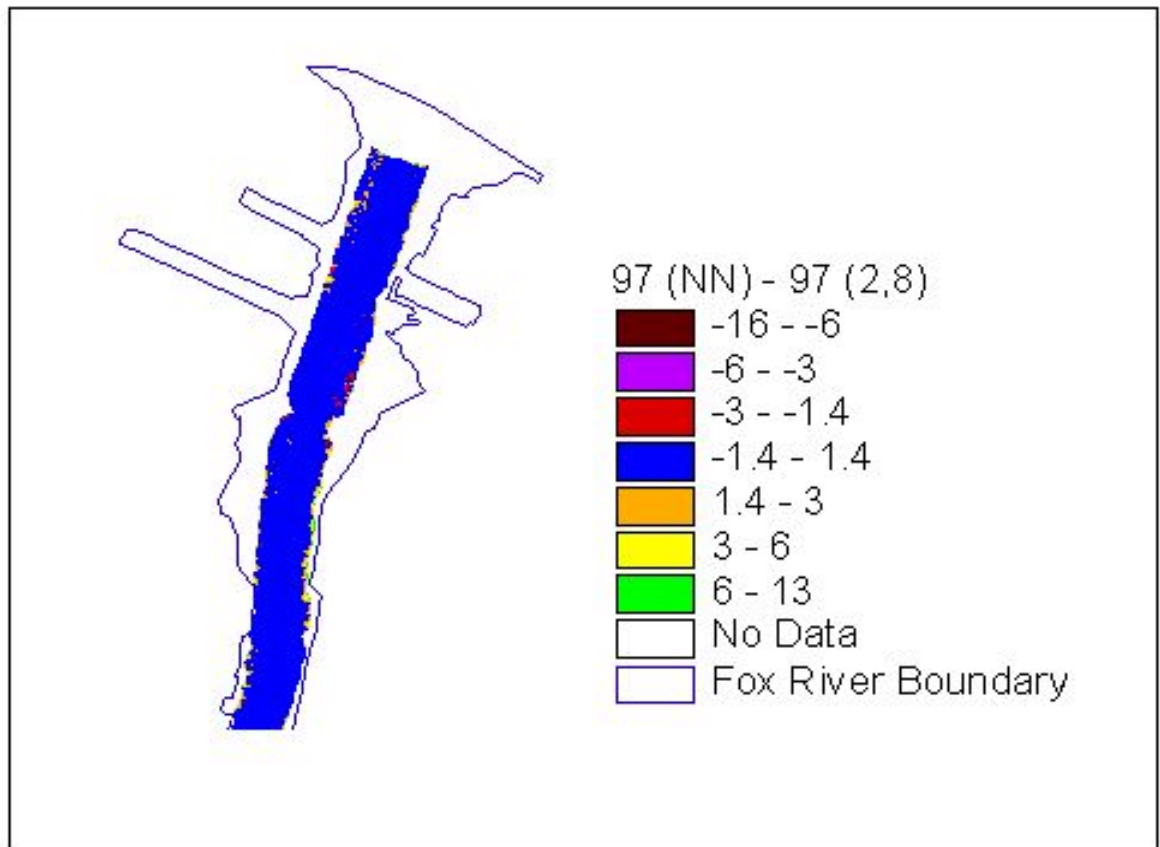 97 (NN) - 97 (2,8)
-16 - -6
-6 - -3
-3 - -1.4
-1.4 - 1.4
1.4 - 3
3 - 6
6 - 13
No Data
Fox River Boundary